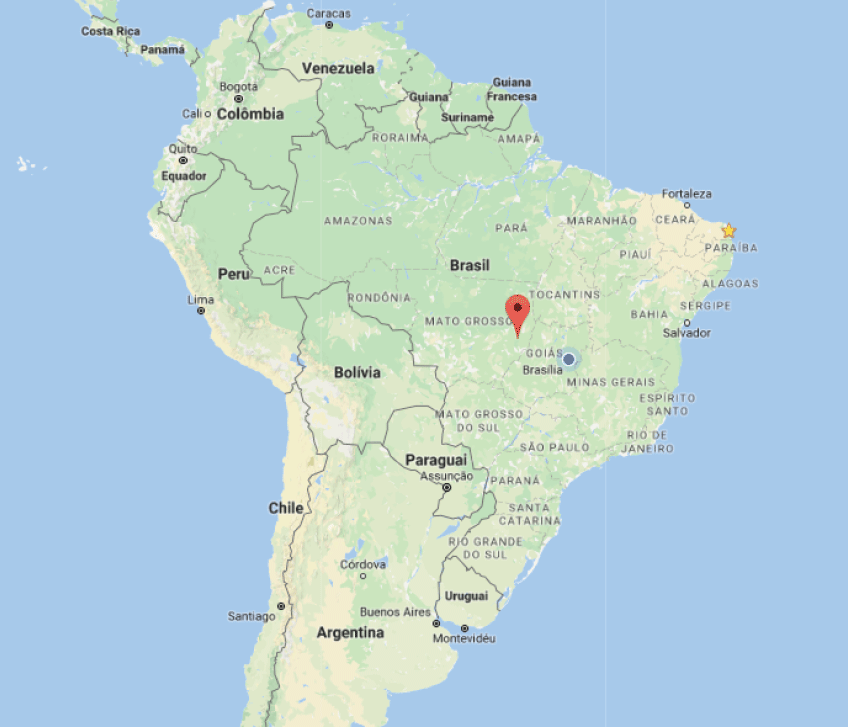 Caracas
Costa Rica
Panamá
Venezuela
Guiana
Francesa
Bogotá
Guiana
Cali
Colômbia
Suriname
RORAIMA
AMAPÁ
Quito
Equador
Fortaleza
AMAZONAS
PARÁ
MARANHÃO
CEARÁ
PARAÍBA
PIAUÍ
Brasil
Peru
ACRE
ALAGOAS
TOCANTINS
RONDÔNIA
Lima
SERGIPE
BAHIA
MATO GROSSO
Salvador
GOIÁS
Brasília
Bolívia
MINAS GERAIS
ESPÍRITO
SANTO
MATO GROSSO
DO SUL
RIO DE
JANEIRO
SÃO PAULO
Paraguai
Assunção
PARANÁ
Chile
SANTA
CATARINA
RIO GRANDE
DO SUL
Córdova
Uruguai
Santiago
Buenos Aires
Argentina
Montevidéu